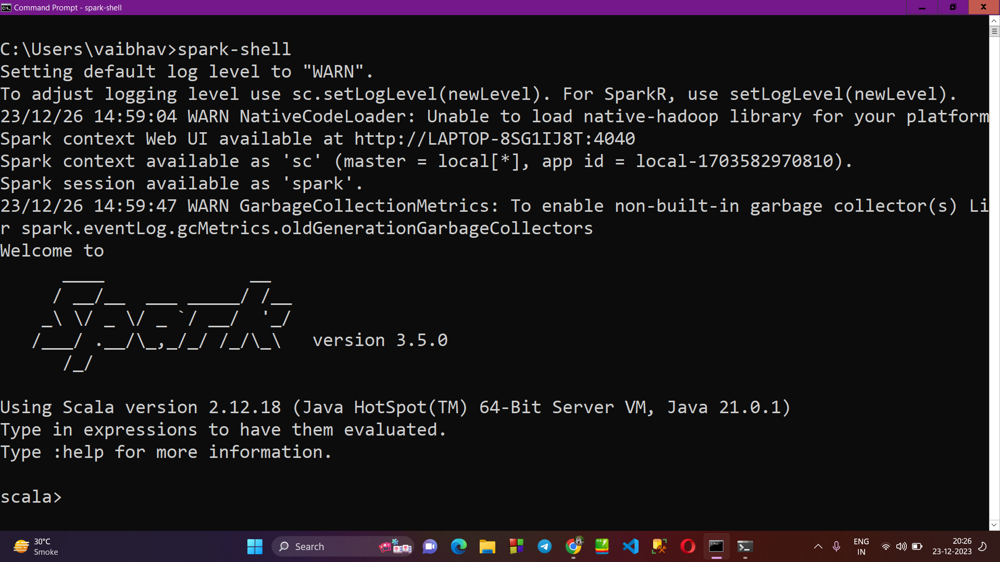 Command Prompt - spark-shell
C:\Users\vaibhav>spark-shell
Setting default log level to "WARN".
To adjust logging level use sc.setLogLevel(newLevel). For SparkR, use setLogLevel(newLevel).
23/12/26 14:59:04 WARN NativeCodeLoader: Unable to load native-hadoop library for your platform
Spark context Web UI available at http://LAPTOP-8SG1IJ8T:4040
Spark context available as 'sc' (master = local[*], app id = local-1703582970810).
Spark session available as 'spark'.
23/12/26 14:59:47 WARN GarbageCollectionMetrics: To enable non-built-in garbage collector(s) Li
r spark.eventLog.gcMetrics.oldGenerationGarbageCollectors
Welcome to
      ____              __
     / __/__  ___ _____/ /__
    _\ \/ _ \/ _ `/ __/  '_/
   /___/ .__/\_,_/_/ /_/\_\   version 3.5.0
      /_/
Using Scala version 2.12.18 (Java HotSpot(TM) 64-Bit Server VM, Java 21.0.1)
Type in expressions to have them evaluated.
Type :help for more information.
scala>
30°C
Smoke
Search
ENG
IN
20:26
23-12-2023